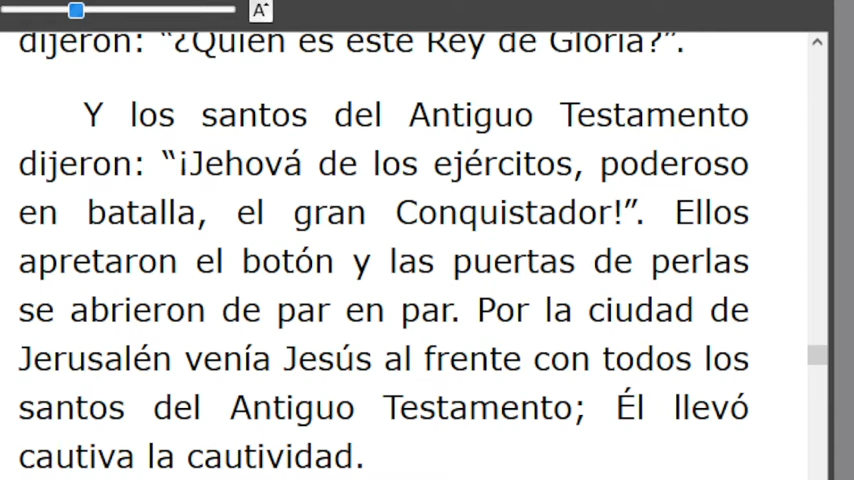 A
dijeron: “¿Quién es este Rey de Gloria?”.
Y los santos del Antiguo Testamento
dijeron: “¡Jehová de los ejércitos, poderoso
en batalla, el gran Conquistador!”. Ellos
apretaron el botón y las puertas de perlas
se abrieron de par en par. Por la ciudad de
Jerusalén venía Jesús al frente con todos los
santos del Antiguo Testamento; Él llevó
cautiva la cautividad.